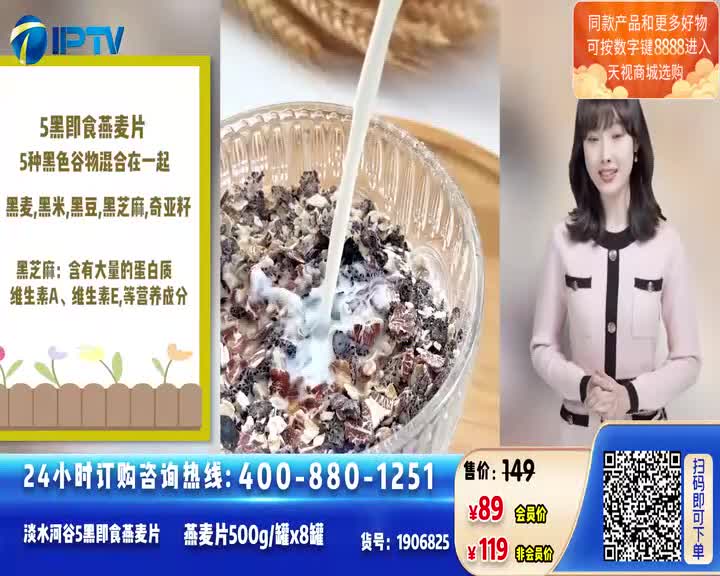 IPTV
同款产品和更多好物
可按数字键8888进入
天视商城选购
5黑即食燕麦片
5种黑色谷物混合在一起
黑麦,黑米,黑豆,黑芝麻,奇亚籽
黑芝麻：含有大量的蛋白质
维生素A、维生素E,等营养成分
24小时订购咨询热线:400-880-1251
淡水河谷5黑即食燕麦片 燕麦片500g/罐x8罐 货号：1906825
售价:149
¥89 会员价
¥119 非会员价
扫码即可下单